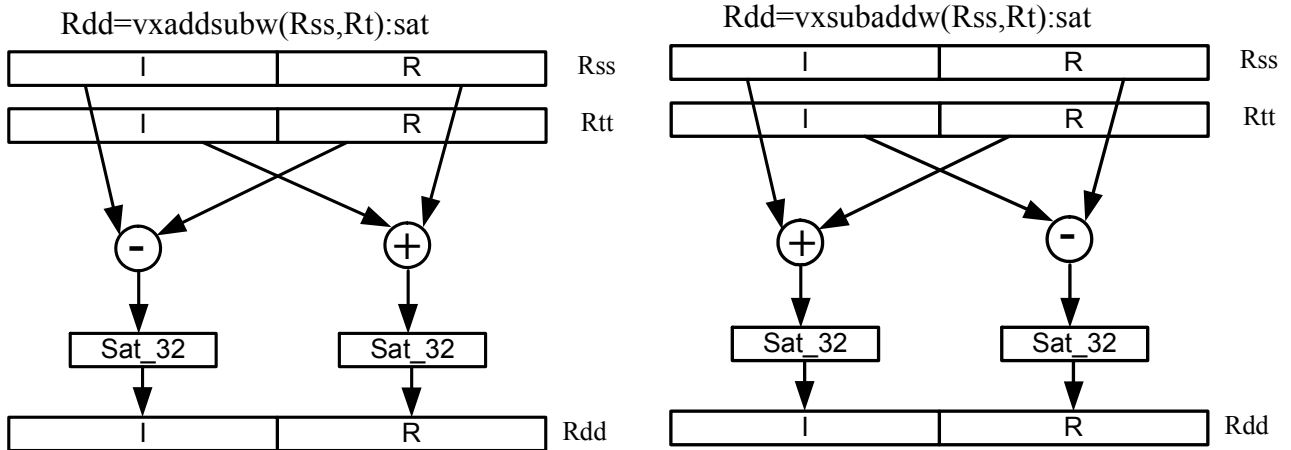 Rdd=vxaddsubw(Rss,Rt):sat
I R Rss
I R Rtt
- +
Sat_32 Sat_32
I R Rdd
Rdd=vxsubaddw(Rss,Rt):sat
I R Rss
I R Rtt
+ -
Sat_32 Sat_32
I R Rdd